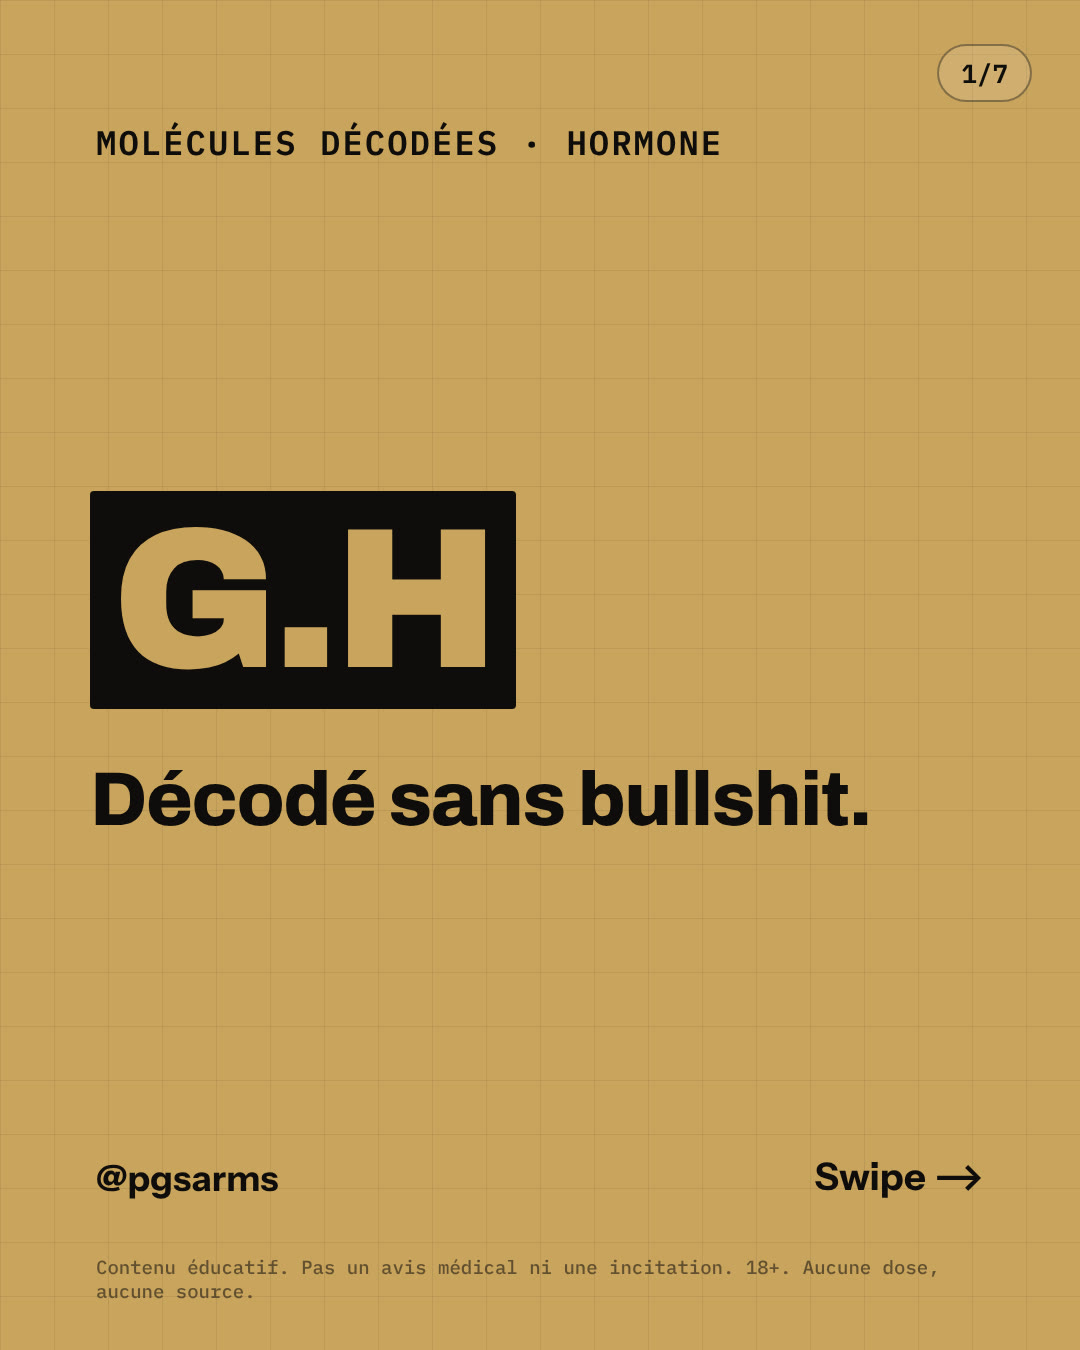 1/7
MOLÉCULES DÉCODÉES · HORMONE
G.H
Décodé sans bullshit.
@pgsarms
Swipe →
Contenu éducatif. Pas un avis médical ni une incitation. 18+. Aucune dose,
aucune source.